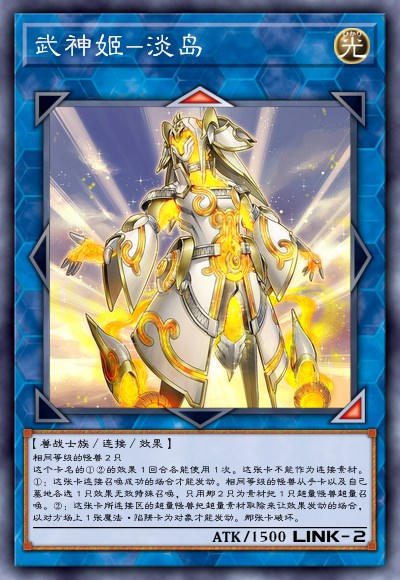 武神姬-淡岛
光
【兽战士族/连接/效果】
相同等级的怪兽2只
这个卡名的①②的效果1回合各能使用1次。这张卡不能作为连接素材。
①：这张卡连接召唤成功的场合才能发动。相同等级的怪兽从手卡以及自己
墓地各选1只效果无效特殊召唤，只用那2只为素材把1只超量怪兽超量召
唤。②：这张卡所连接区的超量怪兽把超量素材取除来让效果发动的场合，
以对方场上1张魔法·陷阱卡为对象才能发动。那张卡破坏。
ATK/1500 LINK-2